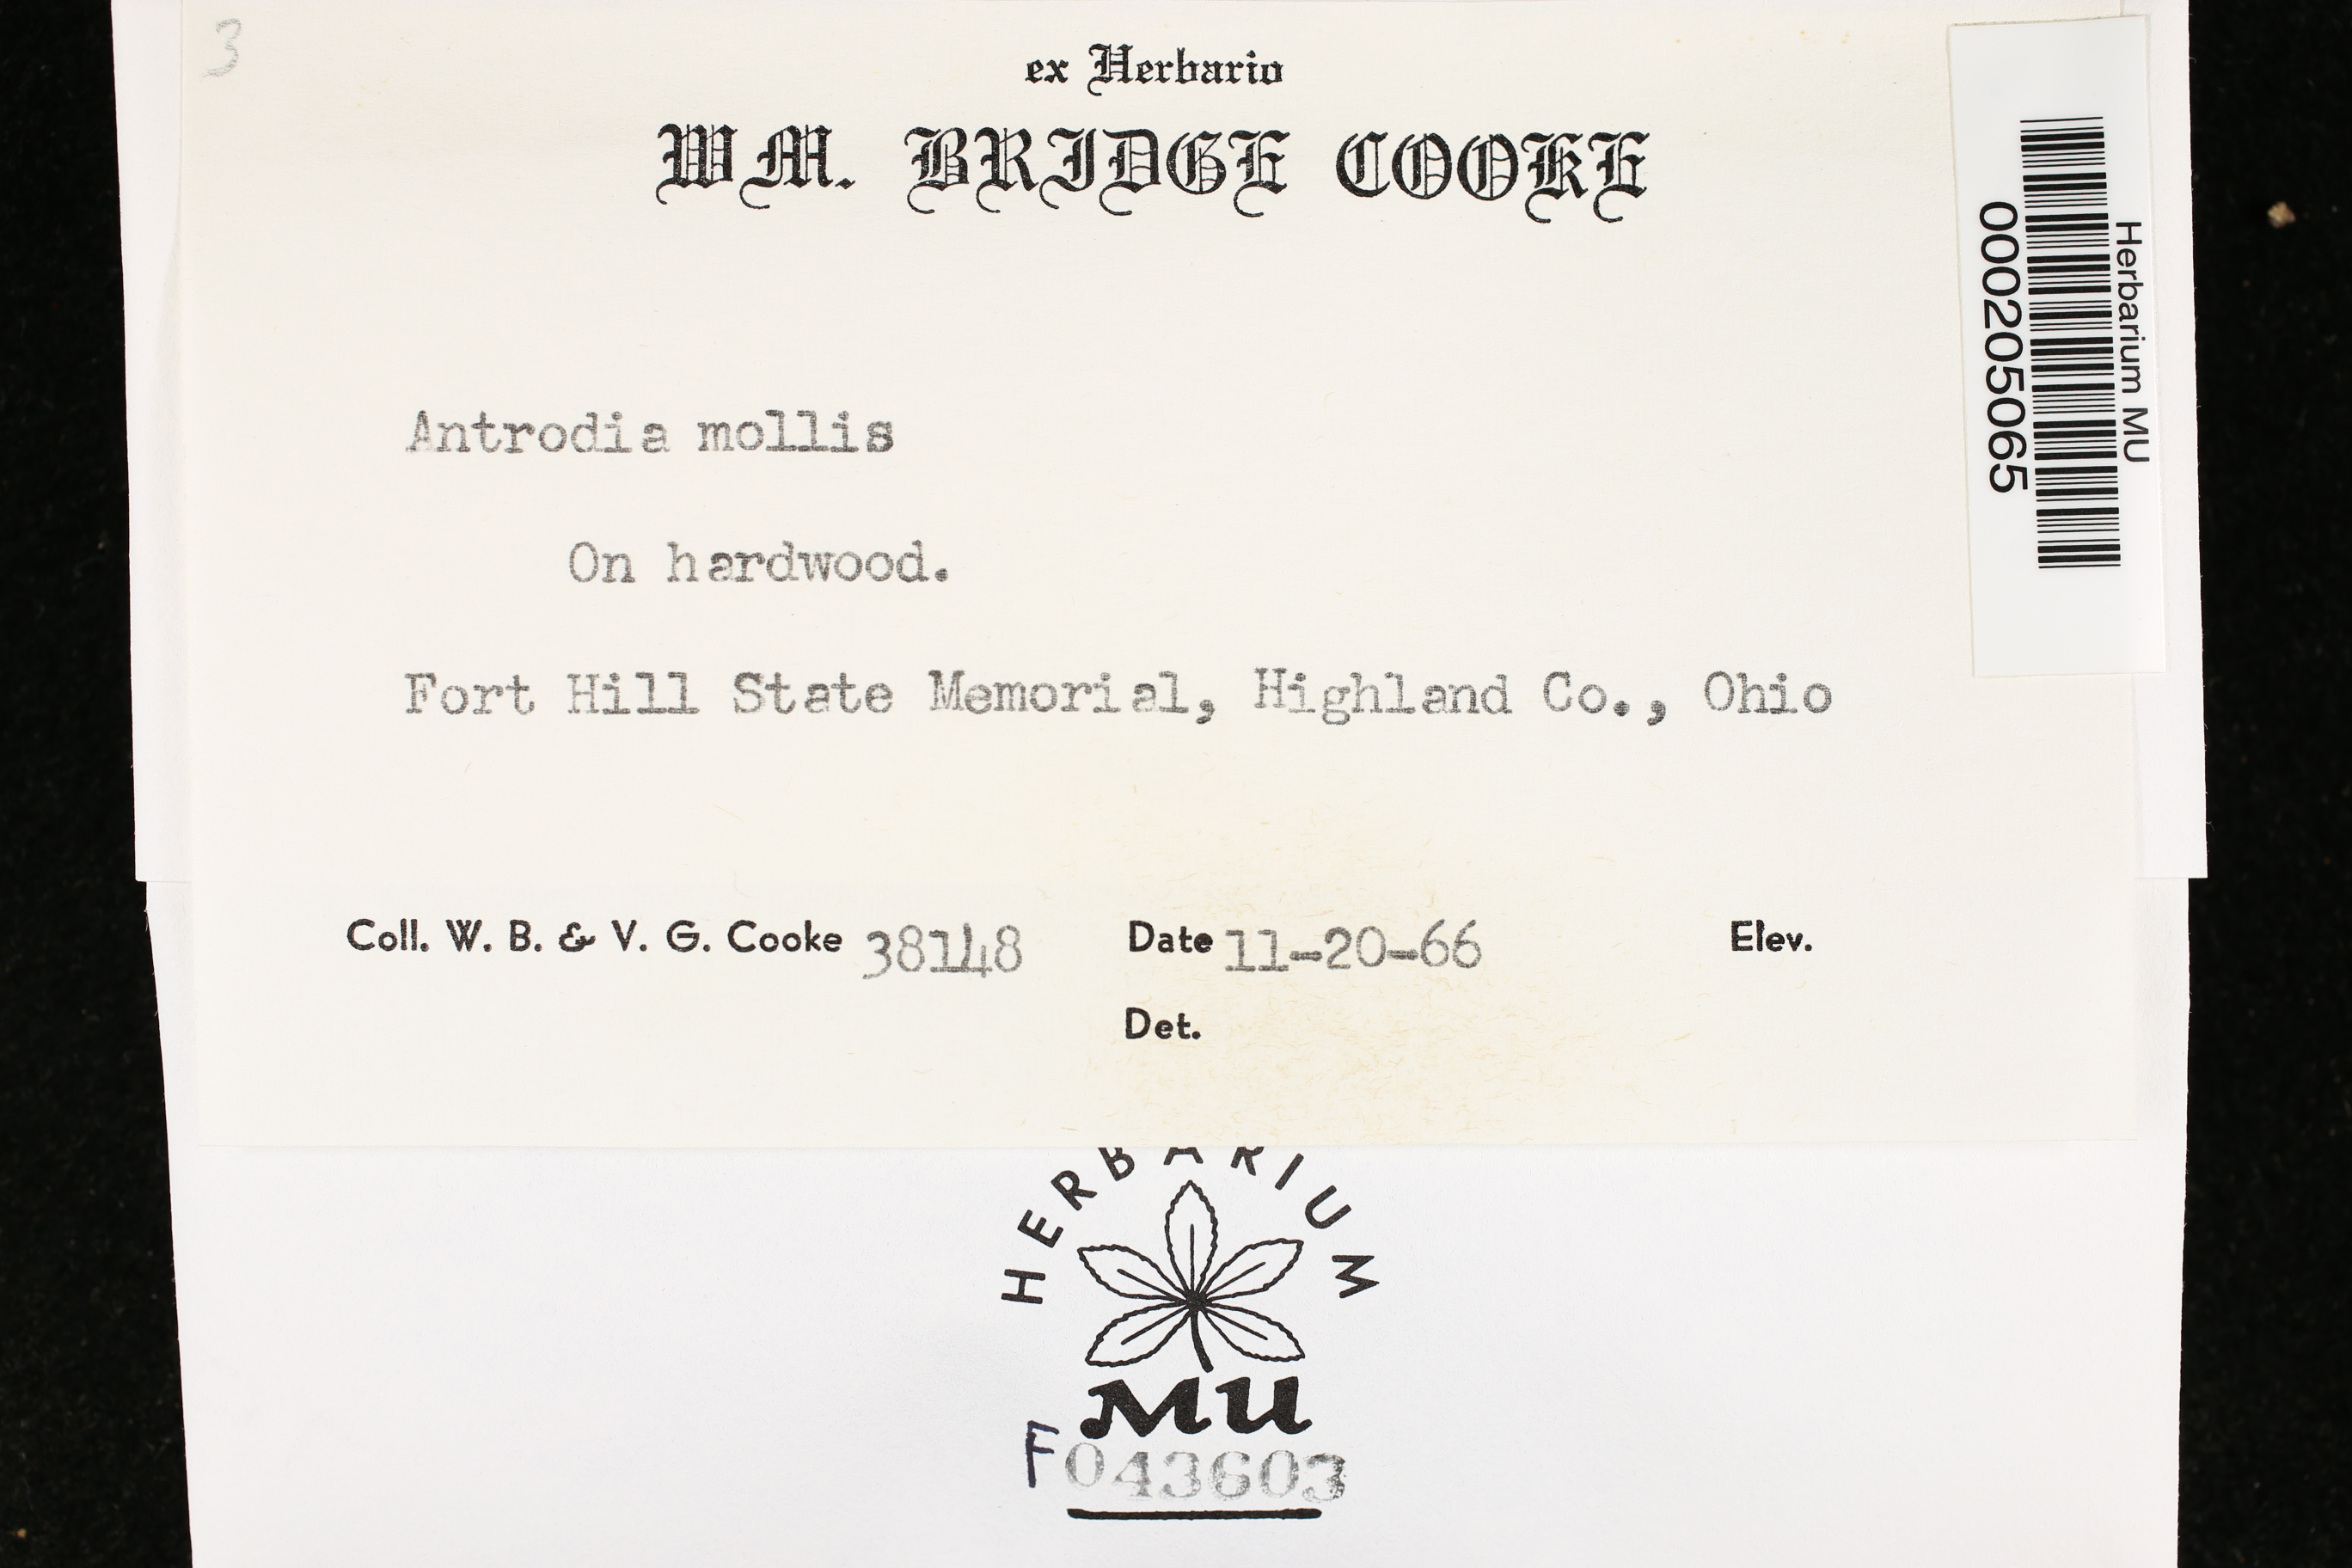 3
ex Herbario
WM. BRIDGE COOKE
Antrodia mollis
On hardwood.
Fort Hill State Memorial, Highland Co., Ohio
Coll. W. B. & V. G. Cooke 38148 Date 11-20-66 Elev.
Det.
Herbarium MU
000205065
HERBARIUM
MU
F043603